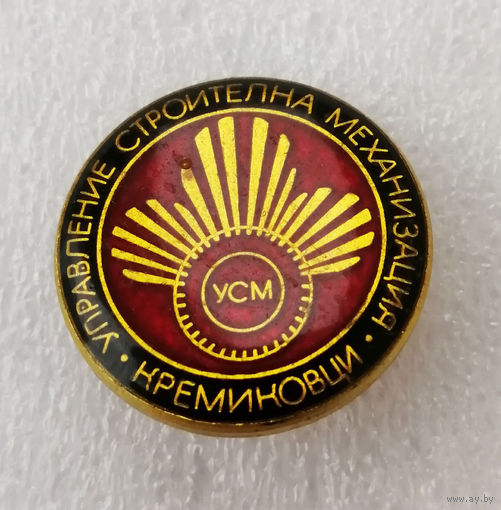 УПРАВЛЕНИЕ СТРОИТЕЛНА МЕХАНИЗАЦИЯ
· КРЕМИКОВЦИ ·
УСМ
www.ay.by